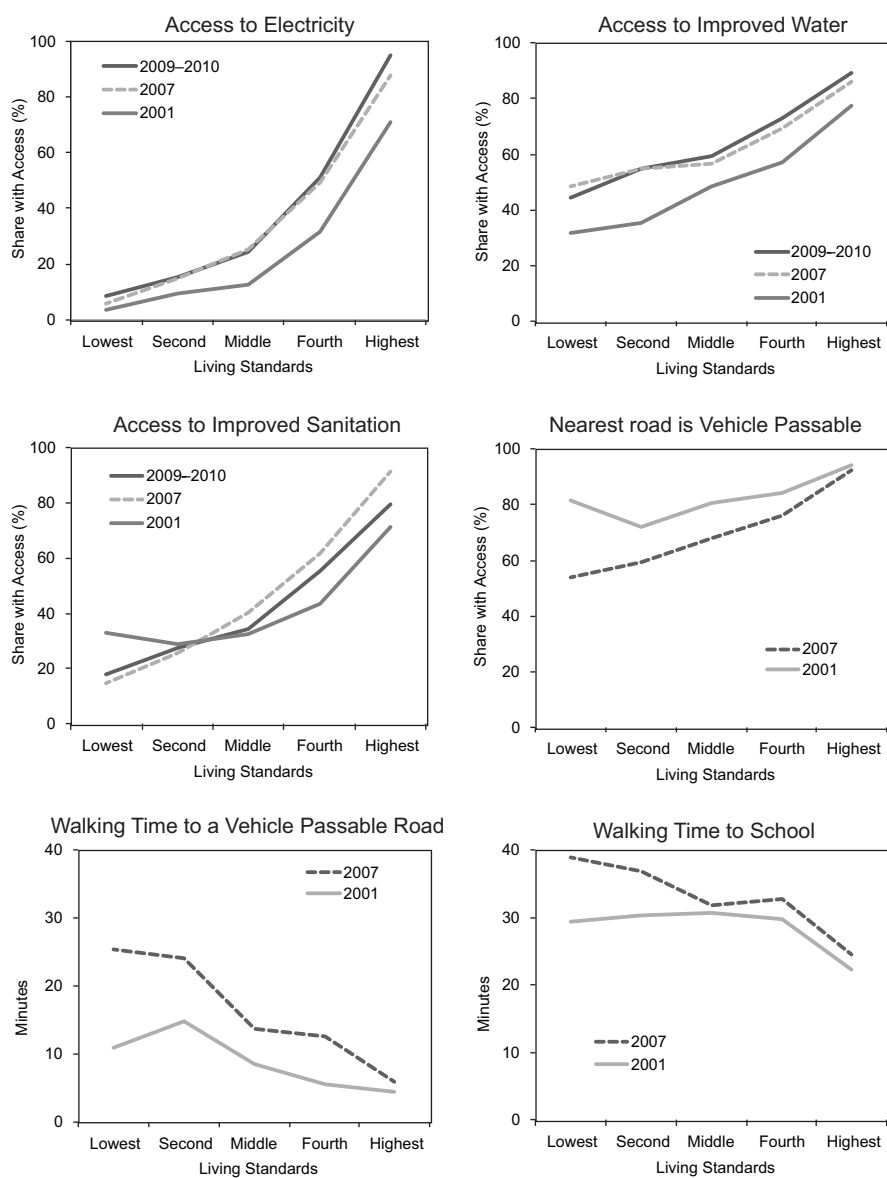 Access to Electricity
Share with Access (%)
100
80
60
40
20
0
2009–2010
2007
2001
Lowest Second Middle Fourth Highest
Living Standards
Access to Improved Water
Share with Access (%)
100
80
60
40
20
0
2009–2010
2007
2001
Lowest Second Middle Fourth Highest
Living Standards
Access to Improved Sanitation
Share with Access (%)
100
80
60
40
20
0
2009–2010
2007
2001
Lowest Second Middle Fourth Highest
Living Standards
Nearest road is Vehicle Passable
Share with Access (%)
100
80
60
40
20
0
2007
2001
Lowest Second Middle Fourth Highest
Living Standards
Walking Time to a Vehicle Passable Road
Minutes
40
30
20
10
0
2007
2001
Lowest Second Middle Fourth Highest
Living Standards
Walking Time to School
Minutes
40
30
20
10
0
2007
2001
Lowest Second Middle Fourth Highest
Living Standards